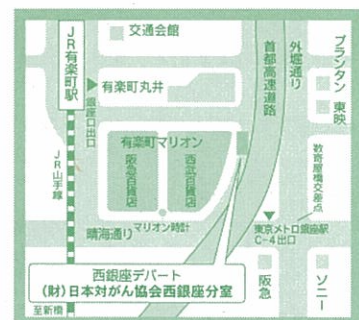 交通会館
JR有楽町駅
銀座口出口
有楽町丸井
首都高速道路
外堀通り
プランタン
東映
有楽町マリオン
阪急百貨店
西武百貨店
JR山手線
数寄屋橋交差点
マリオン時計
晴海通り
東京メトロ銀座駅
C-4出口
西銀座デパート
(財)日本対がん協会西銀座分室
阪急
ソニー
至新橋